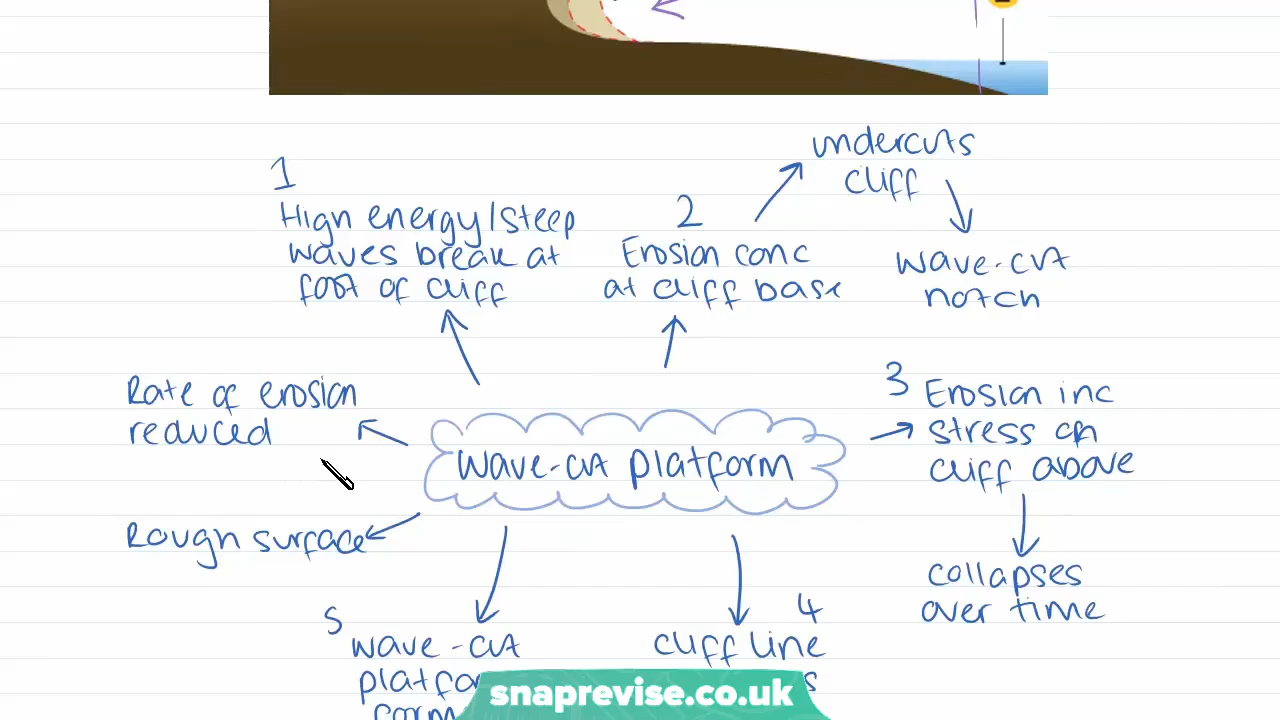 1
High energy/steep
waves break at
foot of cliff
2
Erosion conc
at cliff base
undercuts
cliff
wave-cut
notch
3
Erosion inc
stress on
cliff above
collapses
over time
4
cliff line
5
wave-cut
Rough surface
Rate of erosion
reduced
wave-cut platform
snaprevise.co.uk